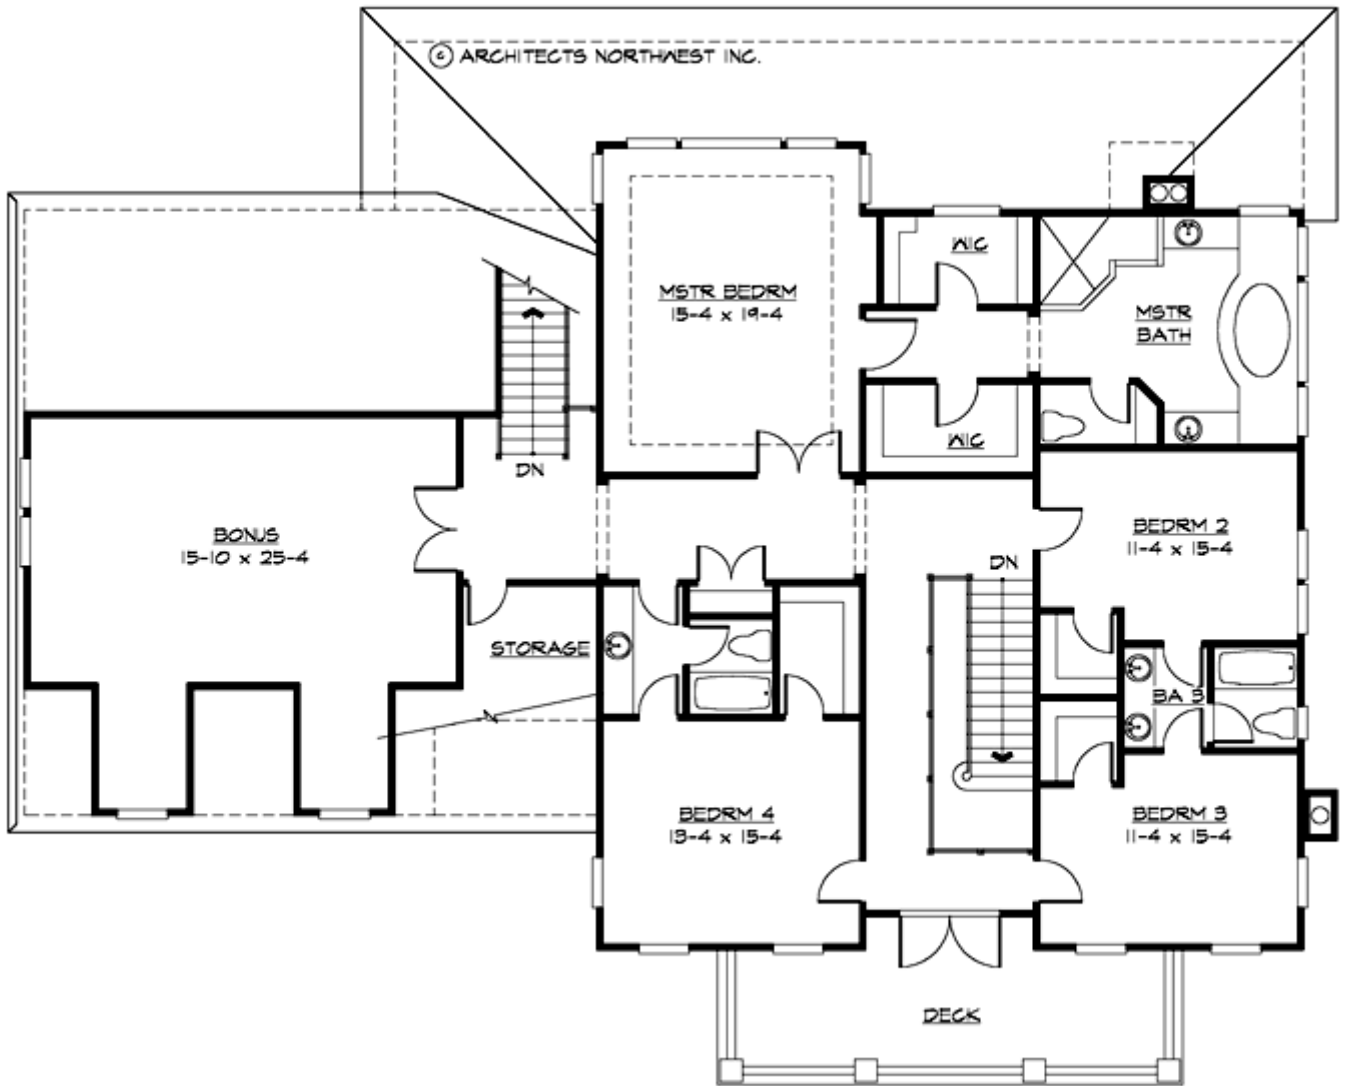 © ARCHITECTS NORTHWEST INC.
WIC
MSTR BEDRM
15-4 x 19-4
MSTR
BATH
WIC
DN
BONUS
15-10 x 25-4
BEDRM 2
11-4 x 15-4
DN
STORAGE
BA 3
BEDRM 4
13-4 x 15-4
BEDRM 3
11-4 x 15-4
DECK